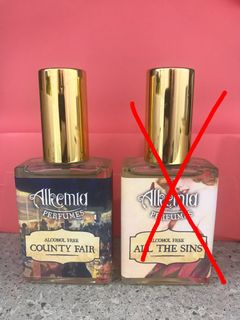 Alkemia
PERFUMES
ALCOHOL FREE
COUNTY FAIR
Alkemia
PERFUMES
ALCOHOL FREE
ALL THE SINS